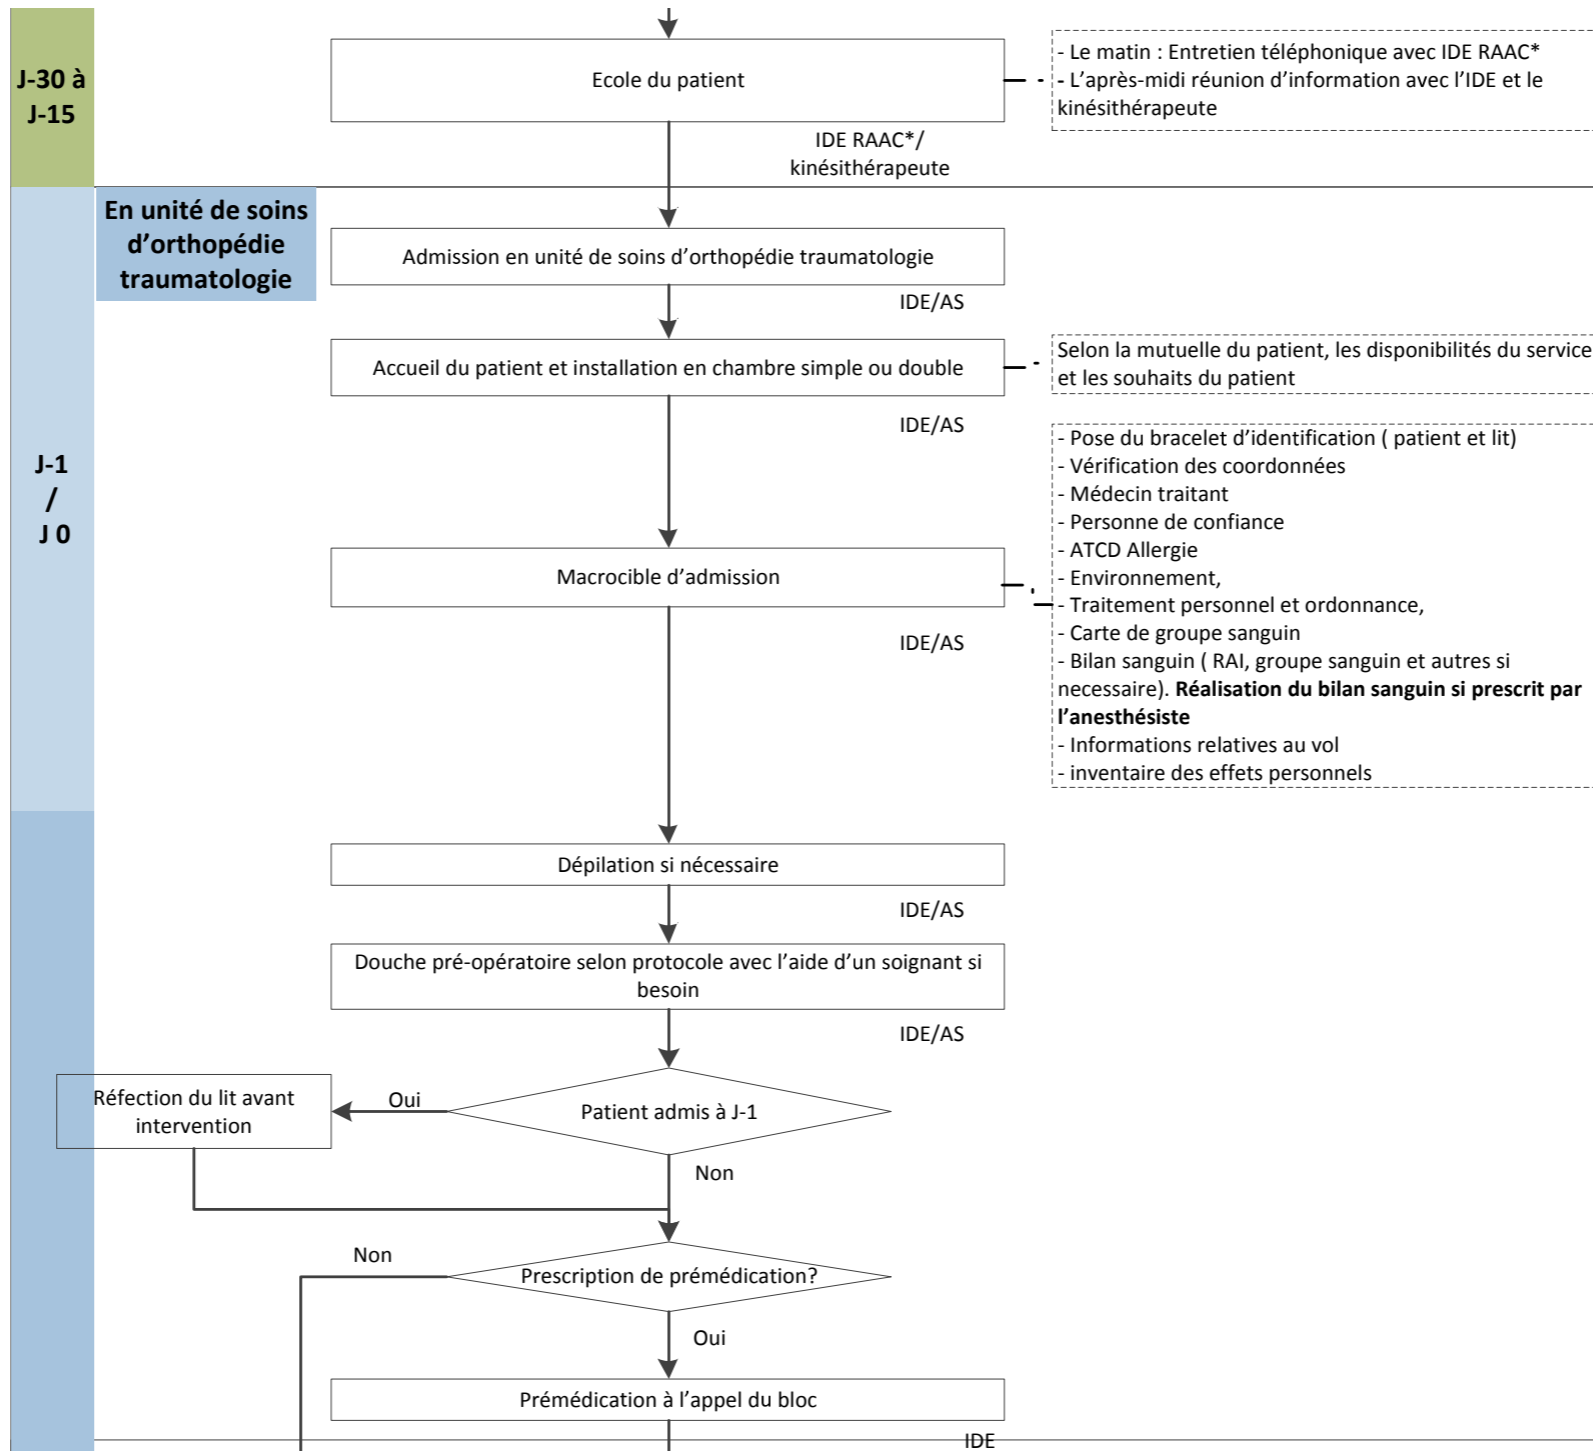 J-30 à
J-15
Ecole du patient
- Le matin : Entretien téléphonique avec IDE RAAC*
- L'après-midi réunion d'information avec l'IDE et le
kinésithérapeute
IDE RAAC*/
kinésithérapeute
En unité de soins
d'orthopédie
traumatologie
Admission en unité de soins d'orthopédie traumatologie
IDE/AS
Accueil du patient et installation en chambre simple ou double
Selon la mutuelle du patient, les disponibilités du service
et les souhaits du patient
IDE/AS
J-1
/
J 0
Macrocible d'admission
- Pose du bracelet d'identification ( patient et lit)
- Vérification des coordonnées
- Médecin traitant
- Personne de confiance
- ATCD Allergie
- Environnement,
- Traitement personnel et ordonnance,
- Carte de groupe sanguin
- Bilan sanguin ( RAI, groupe sanguin et autres si
necessaire). Réalisation du bilan sanguin si prescrit par
l'anesthésiste
- Informations relatives au vol
- inventaire des effets personnels
IDE/AS
Dépilation si nécessaire
IDE/AS
Douche pré-opératoire selon protocole avec l'aide d'un soignant si
besoin
IDE/AS
Réfection du lit avant
intervention
Oui
Patient admis à J-1
Non
Non
Prescription de prémédication?
Oui
Prémédication à l'appel du bloc
IDE